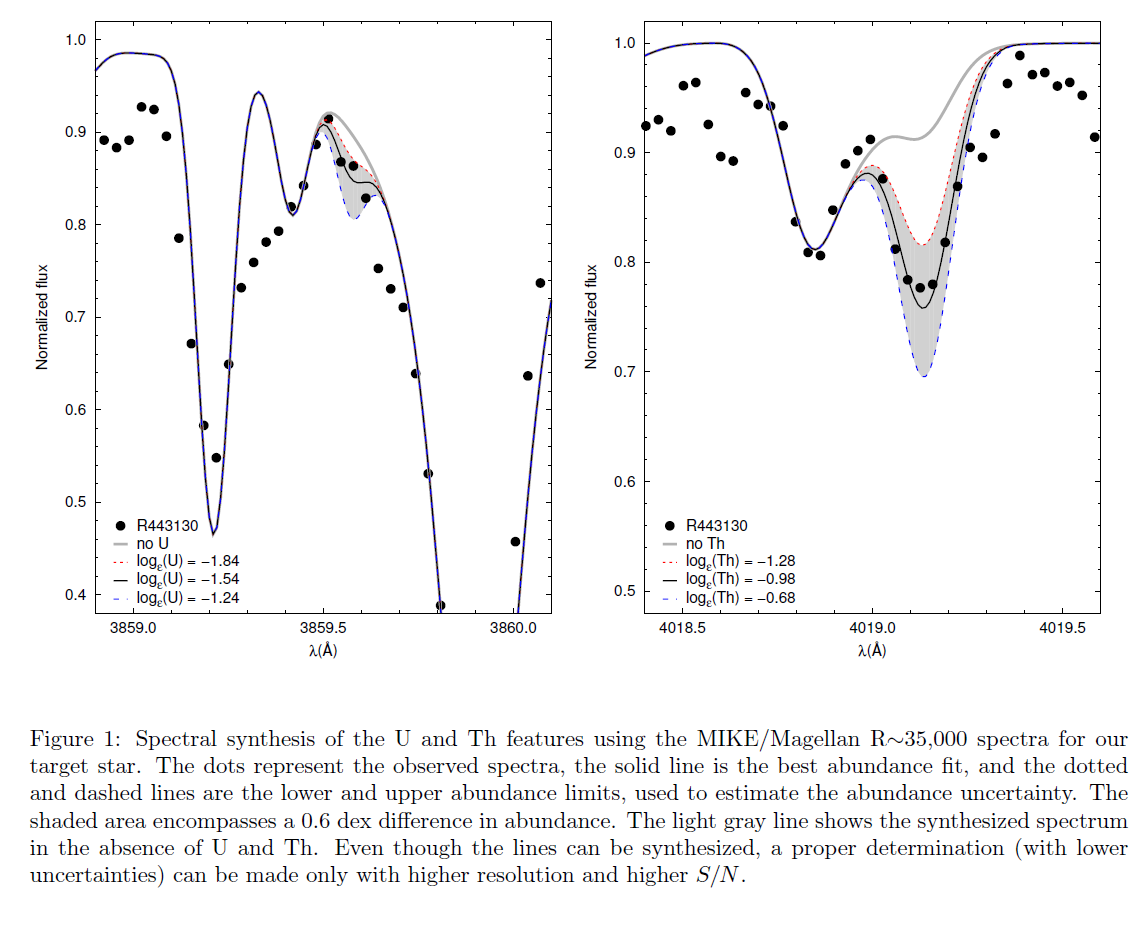 1.0
0.9
0.8
0.7
0.6
0.5
0.4
Normalized flux
R443130
no U
logε(U) = −1.84
logε(U) = −1.54
logε(U) = −1.24
3859.0 3859.5 3860.0
λ(Å)
1.0
0.9
0.8
0.7
0.6
0.5
Normalized flux
R443130
no Th
logε(Th) = −1.28
logε(Th) = −0.98
logε(Th) = −0.68
4018.5 4019.0 4019.5
λ(Å)
Figure 1: Spectral synthesis of the U and Th features using the MIKE/Magellan R∼35,000 spectra for our
target star. The dots represent the observed spectra, the solid line is the best abundance fit, and the dotted
and dashed lines are the lower and upper abundance limits, used to estimate the abundance uncertainty. The
shaded area encompasses a 0.6 dex difference in abundance. The light gray line shows the synthesized spectrum
in the absence of U and Th. Even though the lines can be synthesized, a proper determination (with lower
uncertainties) can be made only with higher resolution and higher S/N.